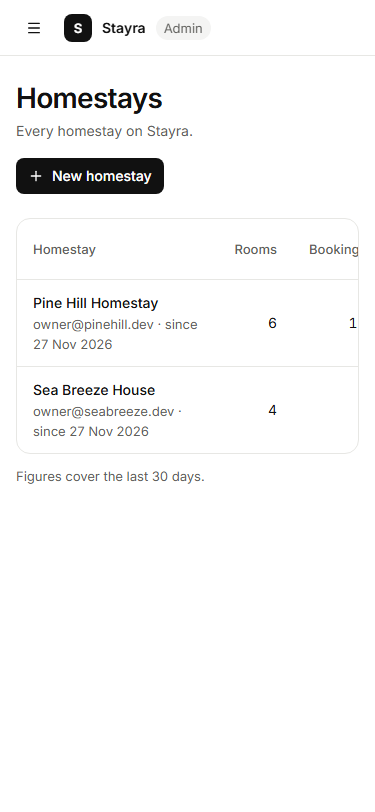 S Stayra Admin
Homestays
Every homestay on Stayra.
+ New homestay
Homestay Rooms Booking
Pine Hill Homestay
owner@pinehill.dev · since
27 Nov 2026
6 1
Sea Breeze House
owner@seabreeze.dev ·
since 27 Nov 2026
4
Figures cover the last 30 days.